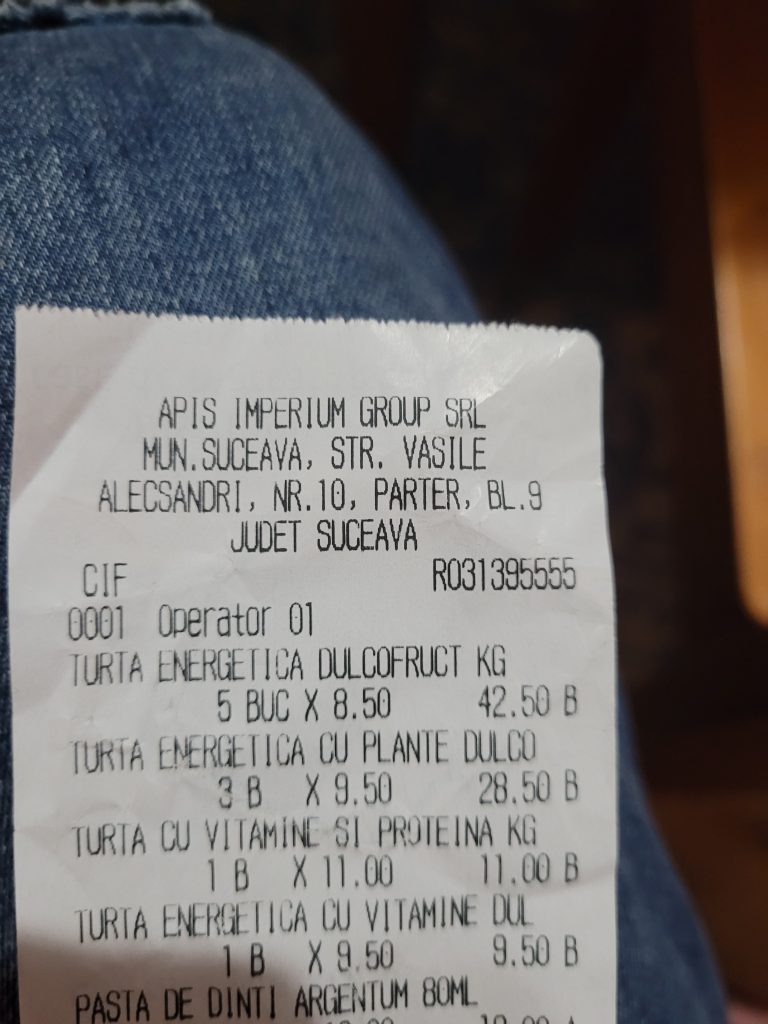 APIS IMPERIUM GROUP SRL
MUN.SUCEAVA, STR. VASILE
ALECSANDRI, NR.10, PARTER, BL.9
JUDET SUCEAVA
CIF RO31395555
0001 Operator 01
TURTA ENERGETICA DULCOFRUCT KG
5 BUC X 8.50 42.50 B
TURTA ENERGETICA CU PLANTE DULCO
3 B X 9.50 28.50 B
TURTA CU VITAMINE SI PROTEINA KG
1 B X 11.00 11.00 B
TURTA ENERGETICA CU VITAMINE DUL
1 B X 9.50 9.50 B
PASTA DE DINTI ARGENTUM 80ML